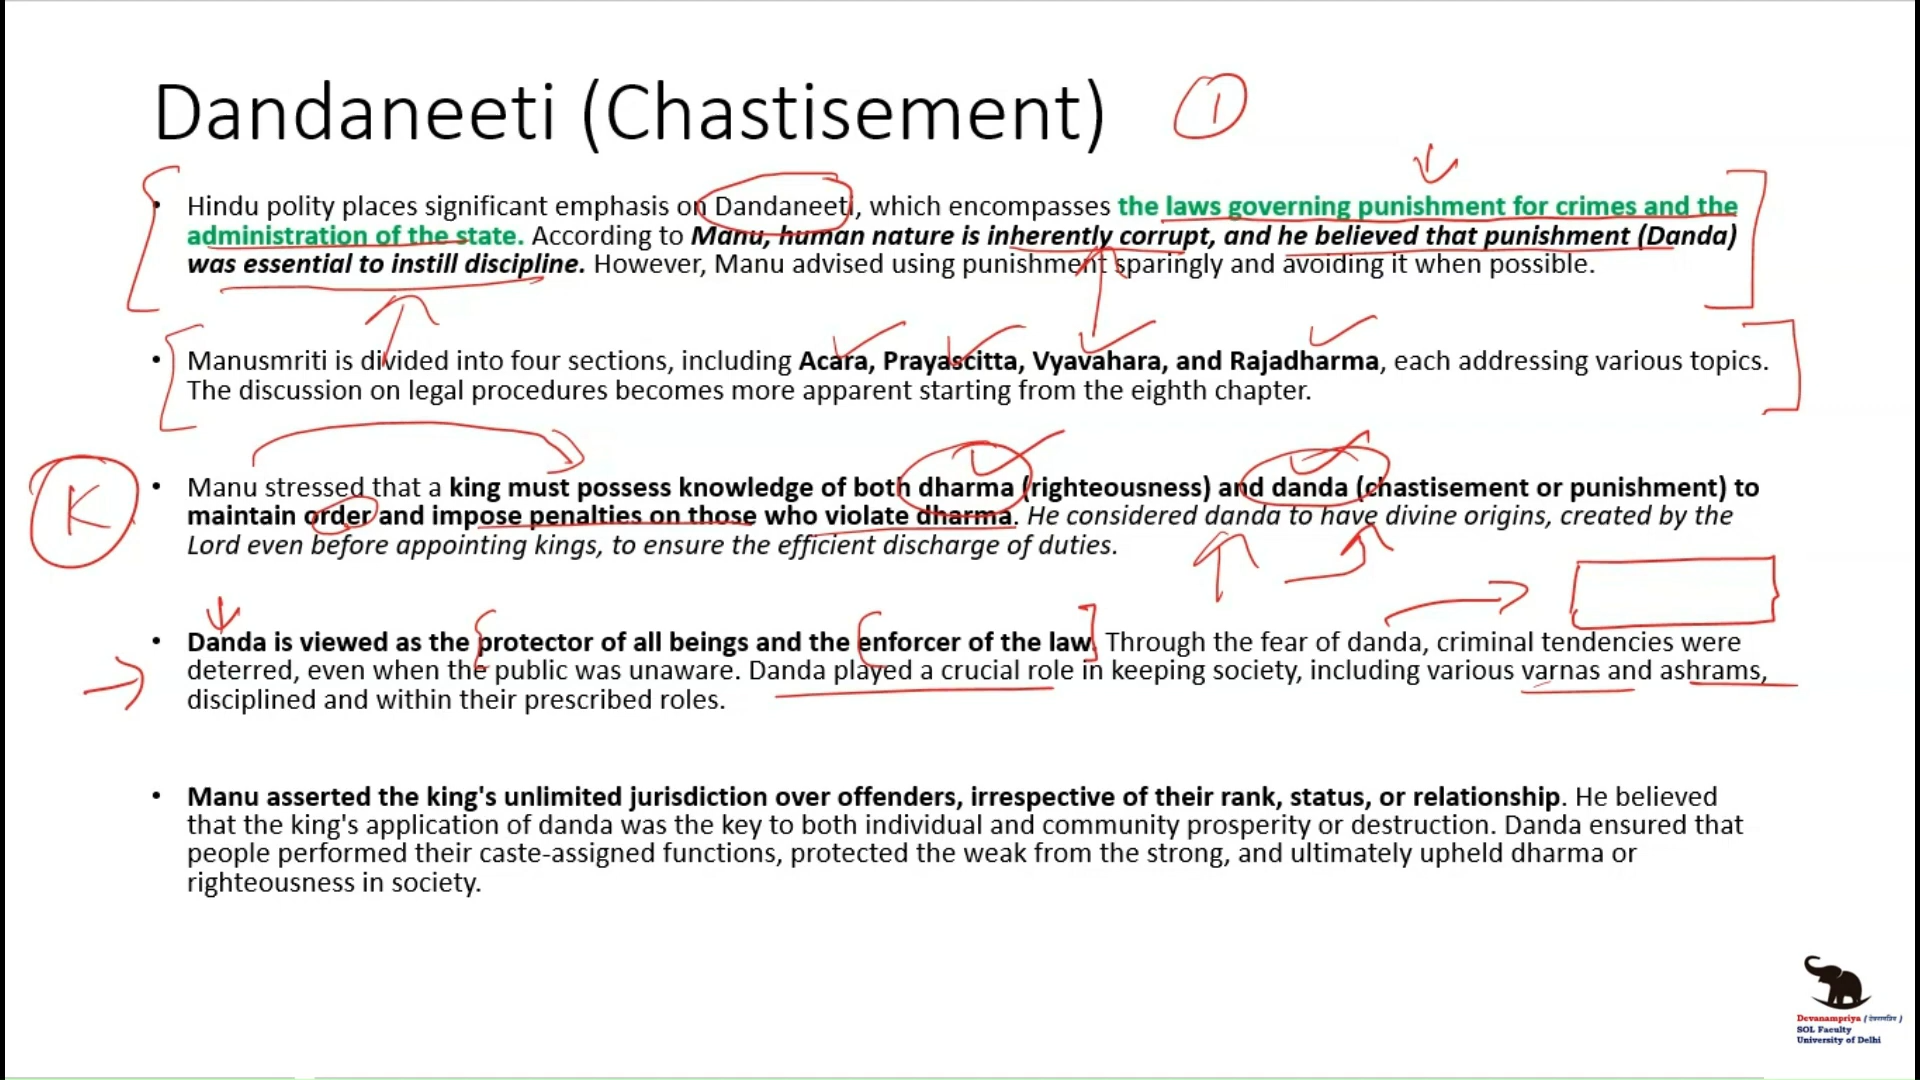 Dandaneeti (Chastisement)
1
• Hindu polity places significant emphasis on Dandaneeti, which encompasses the laws governing punishment for crimes and the
administration of the state. According to Manu, human nature is inherently corrupt, and he believed that punishment (Danda)
was essential to instill discipline. However, Manu advised using punishment sparingly and avoiding it when possible.
• Manusmriti is divided into four sections, including Acara, Prayascitta, Vyavahara, and Rajadharma, each addressing various topics.
The discussion on legal procedures becomes more apparent starting from the eighth chapter.
K
• Manu stressed that a king must possess knowledge of both dharma (righteousness) and danda (chastisement or punishment) to
maintain order and impose penalties on those who violate dharma. He considered danda to have divine origins, created by the
Lord even before appointing kings, to ensure the efficient discharge of duties.
• Danda is viewed as the protector of all beings and the enforcer of the law. Through the fear of danda, criminal tendencies were
deterred, even when the public was unaware. Danda played a crucial role in keeping society, including various varnas and ashrams,
disciplined and within their prescribed roles.
• Manu asserted the king's unlimited jurisdiction over offenders, irrespective of their rank, status, or relationship. He believed
that the king's application of danda was the key to both individual and community prosperity or destruction. Danda ensured that
people performed their caste-assigned functions, protected the weak from the strong, and ultimately upheld dharma or
righteousness in society.
Devanampriya
SOL Faculty
University of Delhi